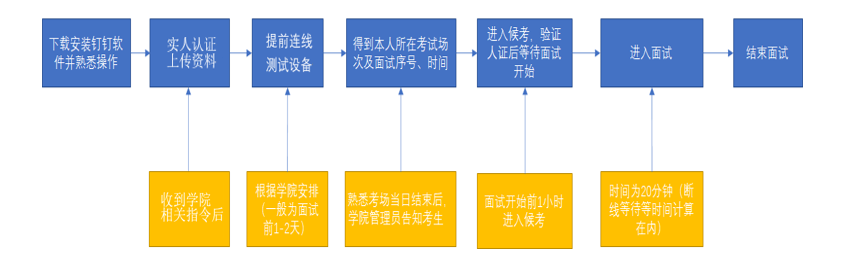 下载安装钉钉软
件并熟悉操作
实人认证
上传资料
提前连线
测试设备
得到本人所在考试场
次及面试序号、时间
进入候考、验证
人证后等待面试
开始
进入面试
结束面试
收到学院
相关指令后
根据学院安排
（一般为面试
前1-2天）
熟悉考场当日结束后，
学院管理员告知考生
面试开始前1小时
进入候考
时间为20分钟（断
线等待等时间计算
在内）